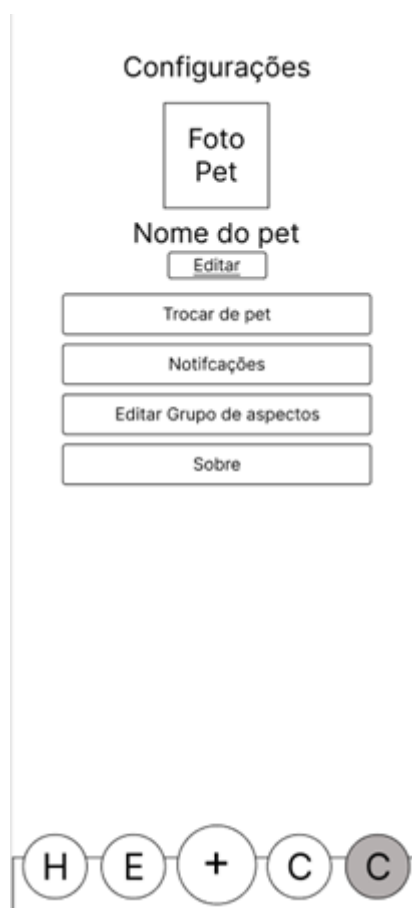 Configurações
Foto
Pet
Nome do pet
Editar
Trocar de pet
Notifcações
Editar Grupo de aspectos
Sobre
H E + C C